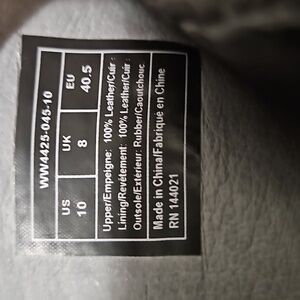 WW4425-045-10
US UK EU
10 8 40.5
Upper/Empeigne: 100% Leather/Cuir
Lining/Revêtement: 100% Leather/Cuir
Outsole/Exterieur: Rubber/Caoutchouc
Made in China/Fabriqué en Chine
RN 144021